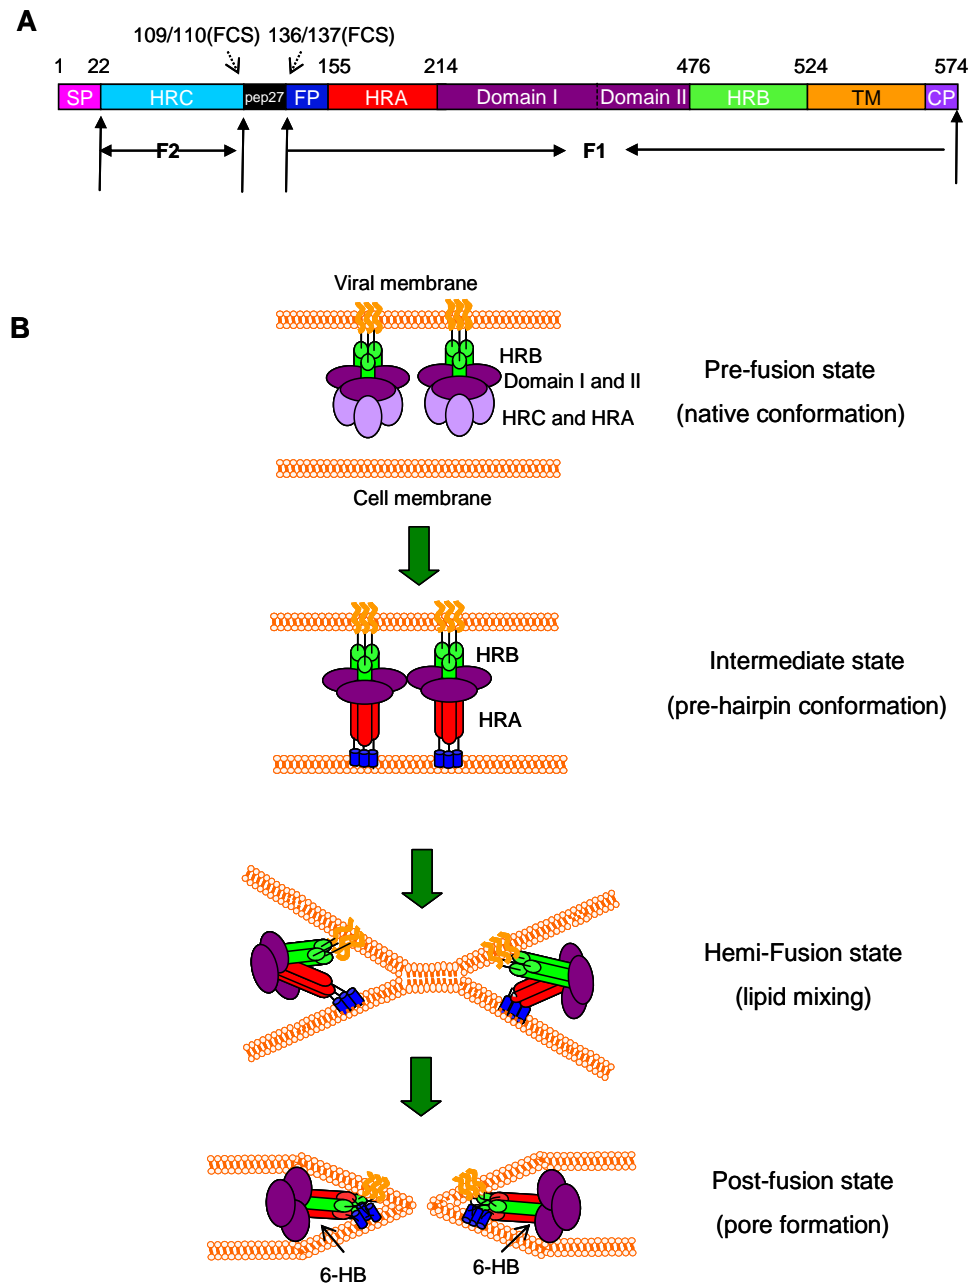 A
109/110(FCS) 136/137(FCS)
1 22 155 214 476 524 574
SP HRC pep27 FP HRA Domain I Domain II HRB TM CP
F2 F1
B
Viral membrane
HRB
Domain I and II
HRC and HRA
Pre-fusion state
(native conformation)
Cell membrane
HRB
HRA
Intermediate state
(pre-hairpin conformation)
Hemi-Fusion state
(lipid mixing)
Post-fusion state
(pore formation)
6-HB 6-HB